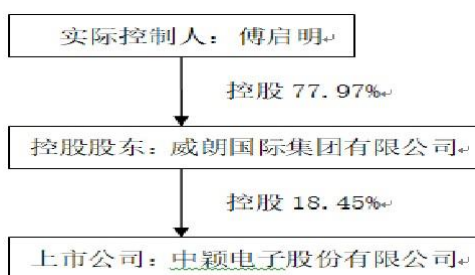 实际控制人：傅启明
控股 77.97%
控股股东：威朗国际集团有限公司
控股 18.45%
上市公司：中颖电子股份有限公司